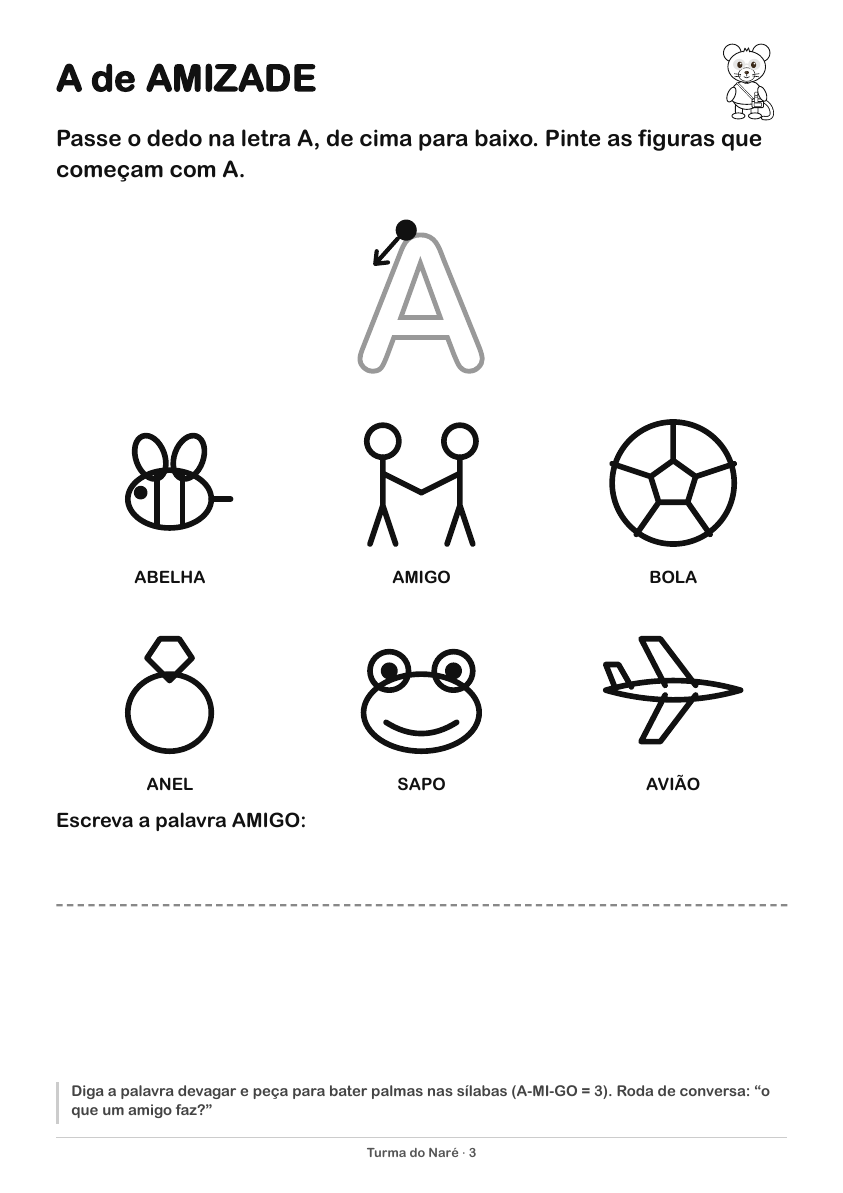 A de AMIZADE
Passe o dedo na letra A, de cima para baixo. Pinte as figuras que
começam com A.
A
ABELHA
AMIGO
BOLA
ANEL
SAPO
AVIÃO
Escreva a palavra AMIGO:
Diga a palavra devagar e peça para bater palmas nas sílabas (A-MI-GO = 3). Roda de conversa: “o
que um amigo faz?”
Turma do Naré · 3